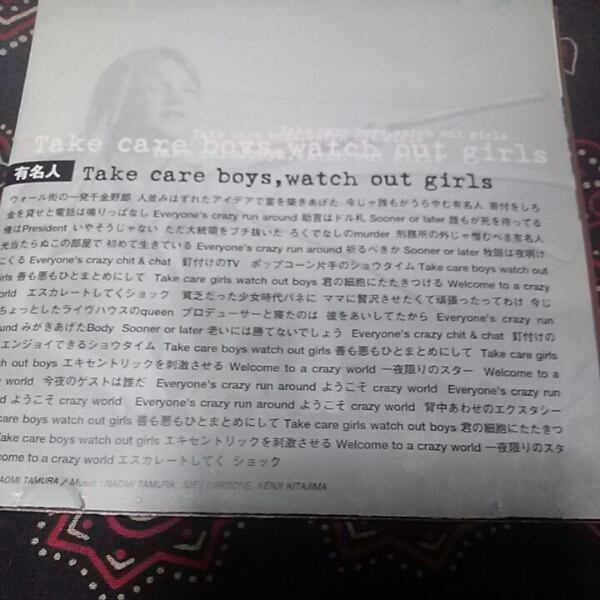 Take care boys,watch out girls
Take care boys,watch out girls
有名人 Take care boys,watch out girls
ウォール街の一発千金野郎 人並みはずれたアイデアで富を築きあげた 今じゃ誰もがうらやむ有名人 寄付をしろ
金を貸せと電話は鳴りっぱなし Everyone's crazy run around 助言はドル札 Sooner or later 誰もが死を待ってる
俺はPresident いやそうじゃない ただ大統領をブチ抜いた ろくでなしのmurder 刑務所の外じゃ憎むべき有名人
光当たらぬこの部屋で 初めて生きている Everyone's crazy run around 祈るべきか Sooner or later 牧師は夜明け
にくる Everyone's crazy chit & chat 釘付けのTV ポップコーン片手のショウタイム Take care boys watch out
irls 善も悪もひとまとめにして Take care girls watch out boys 君の細胞にたたきつける Welcome to a crazy
orld エスカレートしてくショック 貧乏だった少女時代バネに ママに贅沢させたくて頑張ったってわけ 今じ
ちょっとしたライヴハウスのqueen プロデューサーと寝たのは 彼をあいしてたから Everyone's crazy run
und みがきあげたBody Sooner or later 老いには勝てないでしょう Everyone's crazy chit & chat 釘付けの
エンジョイできるショウタイム Take care boys watch out girls 善も悪もひとまとめにして Take care girls
ch out boys エキセントリックを刺激させる Welcome to a crazy world 一夜限りのスター Welcome to a
y world 今夜のゲストは誰だ Everyone's crazy run around ようこそ crazy world Everyone's crazy run
d ようこそ crazy world Everyone's crazy run around ようこそ crazy world 背中あわせのエクスタシー
care boys watch out girls 善も悪もひとまとめにして Take care girls watch out boys 君の細胞にたたきつ
Take care boys watch out girls エキセントリックを刺激させる Welcome to a crazy world 一夜限りのスタ
come to a crazy world エスカレートしてく ショック
AOMI TAMURA / Music : NAOMI TAMURA, JOEY CARBONE, KENJI KITAJIMA